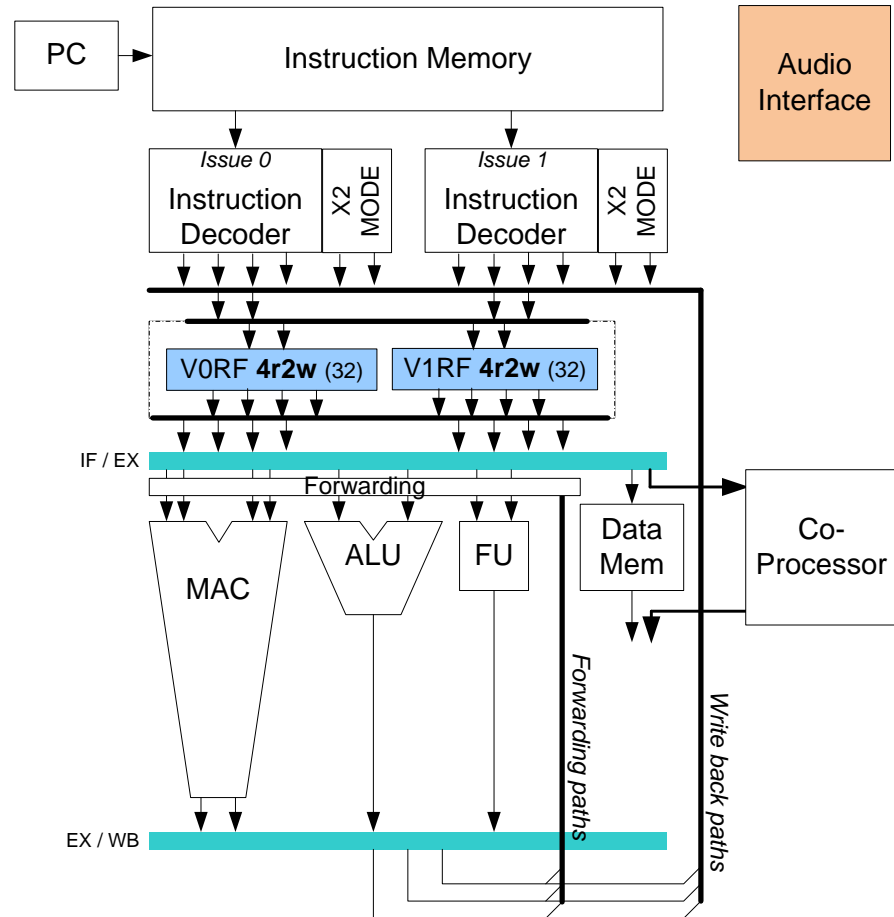 PC
Instruction Memory
Audio
Interface
Issue 0
Instruction
Decoder
X2
MODE
Issue 1
Instruction
Decoder
X2
MODE
V0RF 4r2w (32)
V1RF 4r2w (32)
IF / EX
Forwarding
MAC
ALU
FU
Data
Mem
Co-
Processor
Forwarding paths
Write back paths
EX / WB